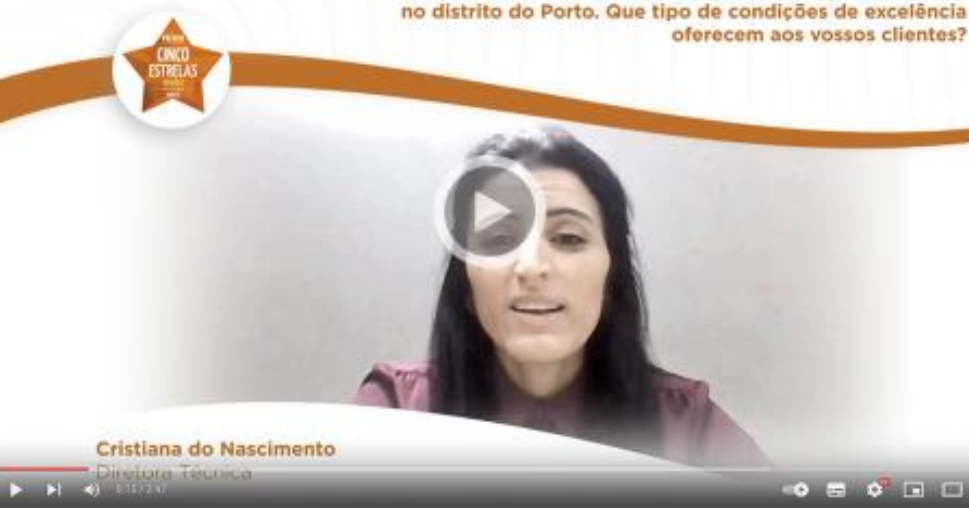 no distrito do Porto. Que tipo de condições de excelência
oferecem aos vossos clientes?
PRÉMIO
CINCO
ESTRELAS
Cristiana do Nascimento
Diretora Técnica